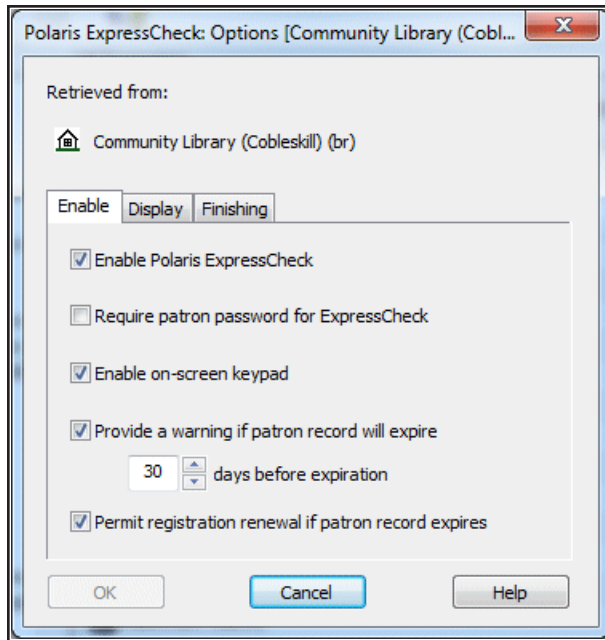 Polaris ExpressCheck: Options [Community Library (Cobl...
Retrieved from:
Community Library (Cobleskill) (br)
Enable Display Finishing
Enable Polaris ExpressCheck
Require patron password for ExpressCheck
Enable on-screen keypad
Provide a warning if patron record will expire
30 days before expiration
Permit registration renewal if patron record expires
OK Cancel Help